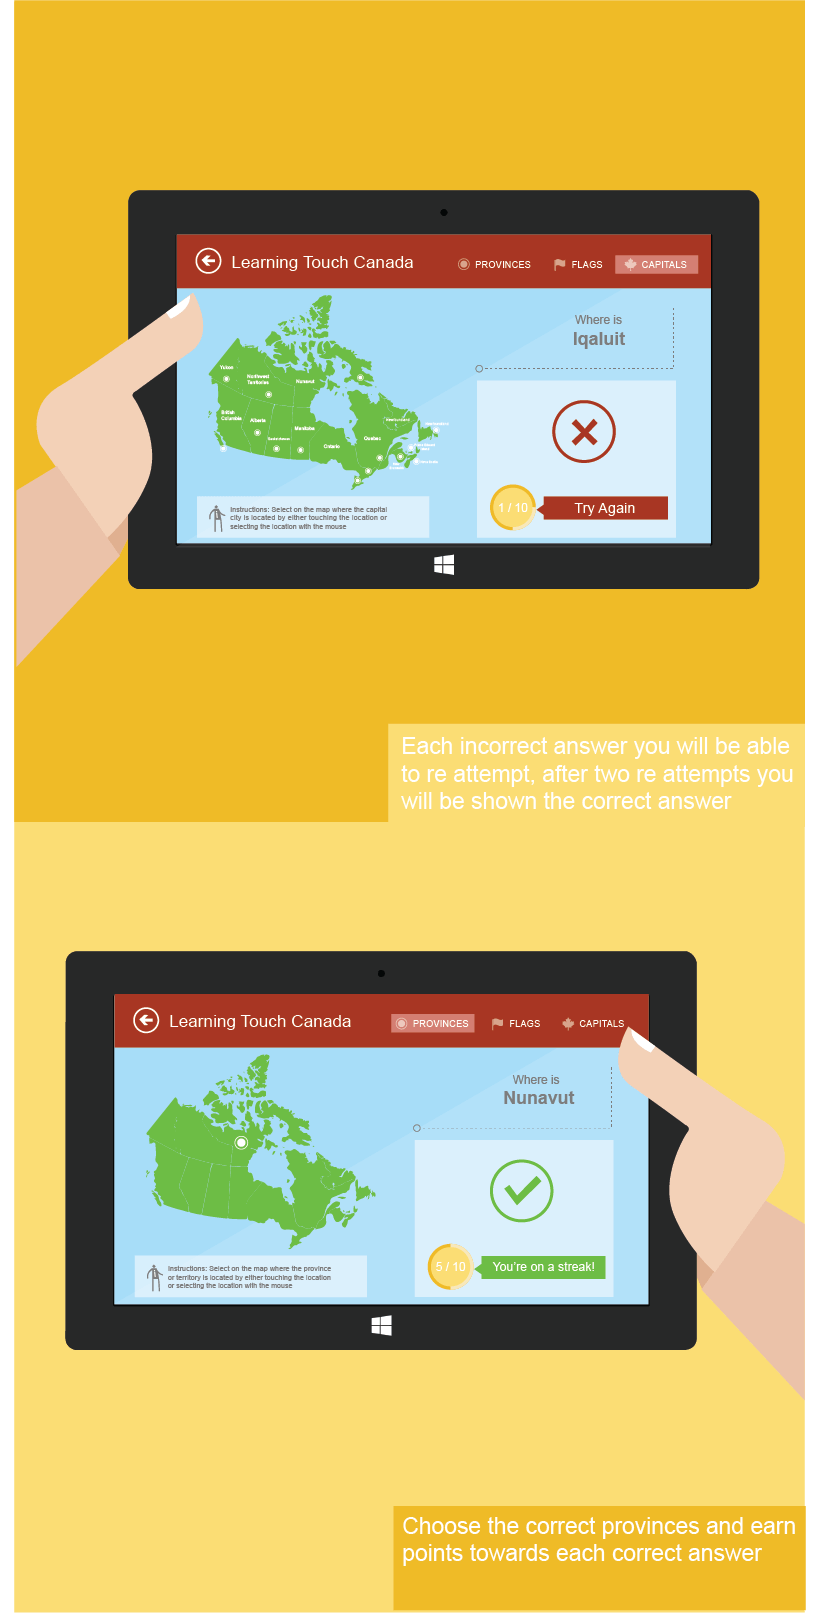 Learning Touch Canada
PROVINCES
FLAGS
CAPITALS
Where is
Iqaluit
Yukon
Northwest
Territories
Nunavut
British
Columbia
Alberta
Manitoba
Ontario
Quebec
1 / 10
Try Again
Instructions: Select on the map where the capital
city is located by either touching the location or
selecting the location with the mouse
Each incorrect answer you will be able
to re attempt, after two re attempts you
will be shown the correct answer
Learning Touch Canada
PROVINCES
FLAGS
CAPITALS
Where is
Nunavut
5 / 10
You're on a streak!
Instructions: Select on the map where the province
or territory is located by either touching the location
or selecting the location with the mouse
Choose the correct provinces and earn
points towards each correct answer